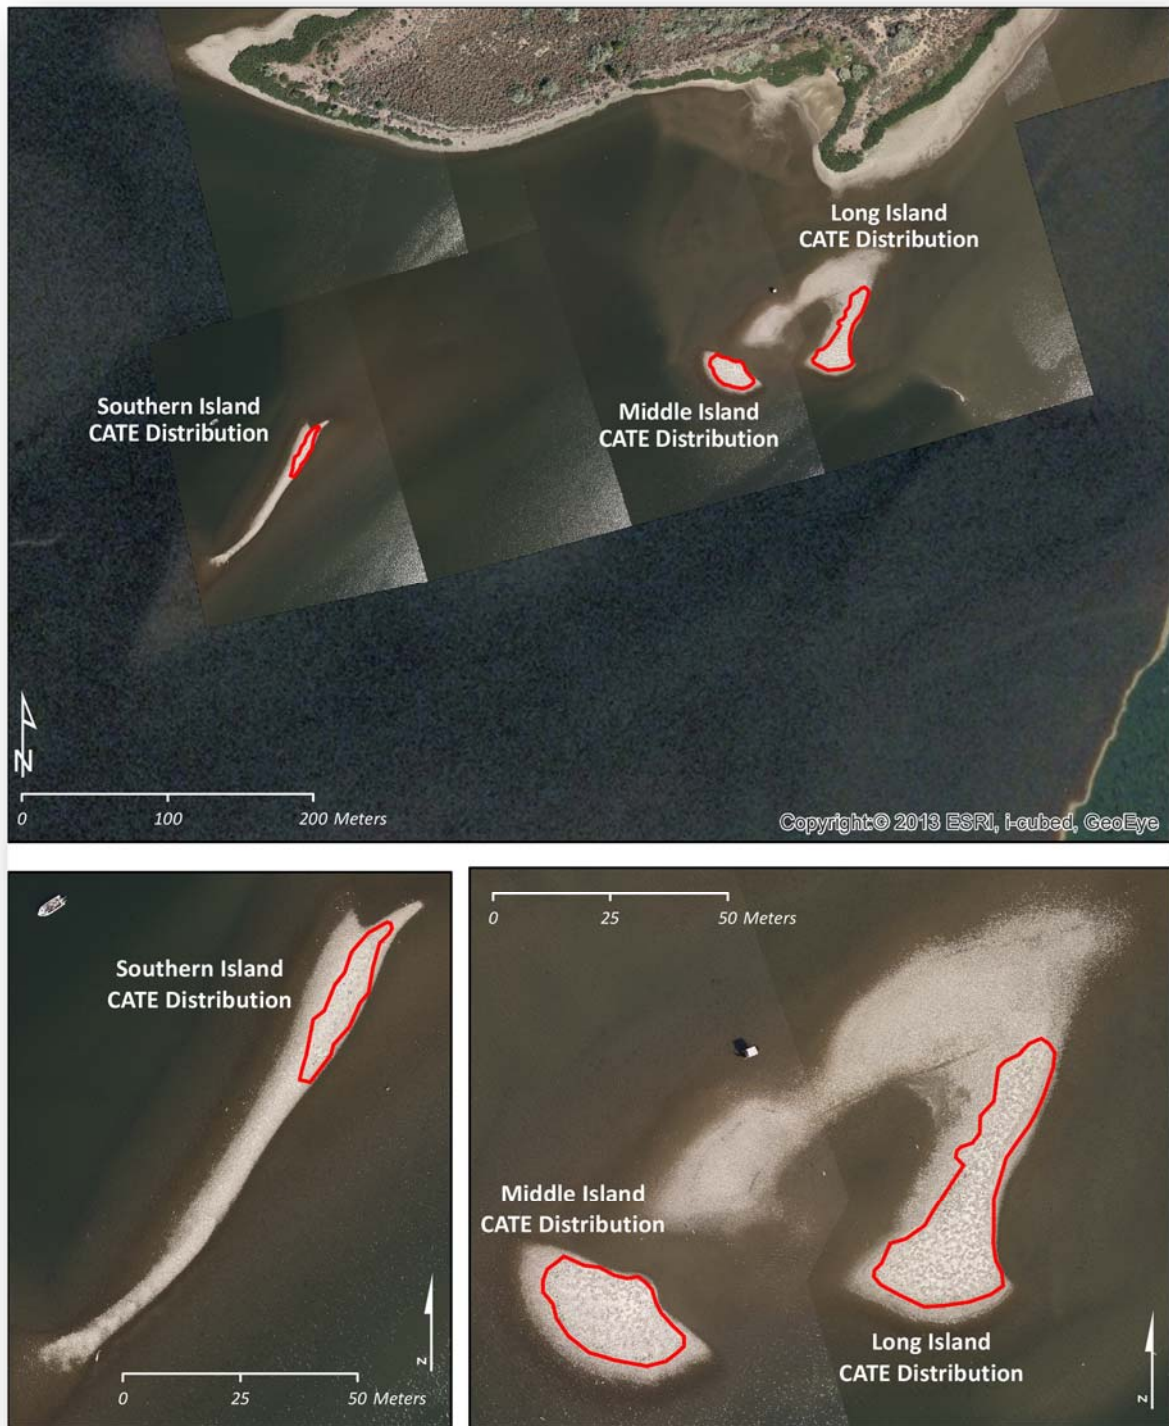 Long Island
CATE Distribution
Southern Island
CATE Distribution
Middle Island
CATE Distribution
N
0 100 200 Meters
Copyright:© 2013 ESRI, i-cubed, GeoEye
Southern Island
CATE Distribution
0 25 50 Meters
N
0 25 50 Meters
Middle Island
CATE Distribution
Long Island
CATE Distribution
N